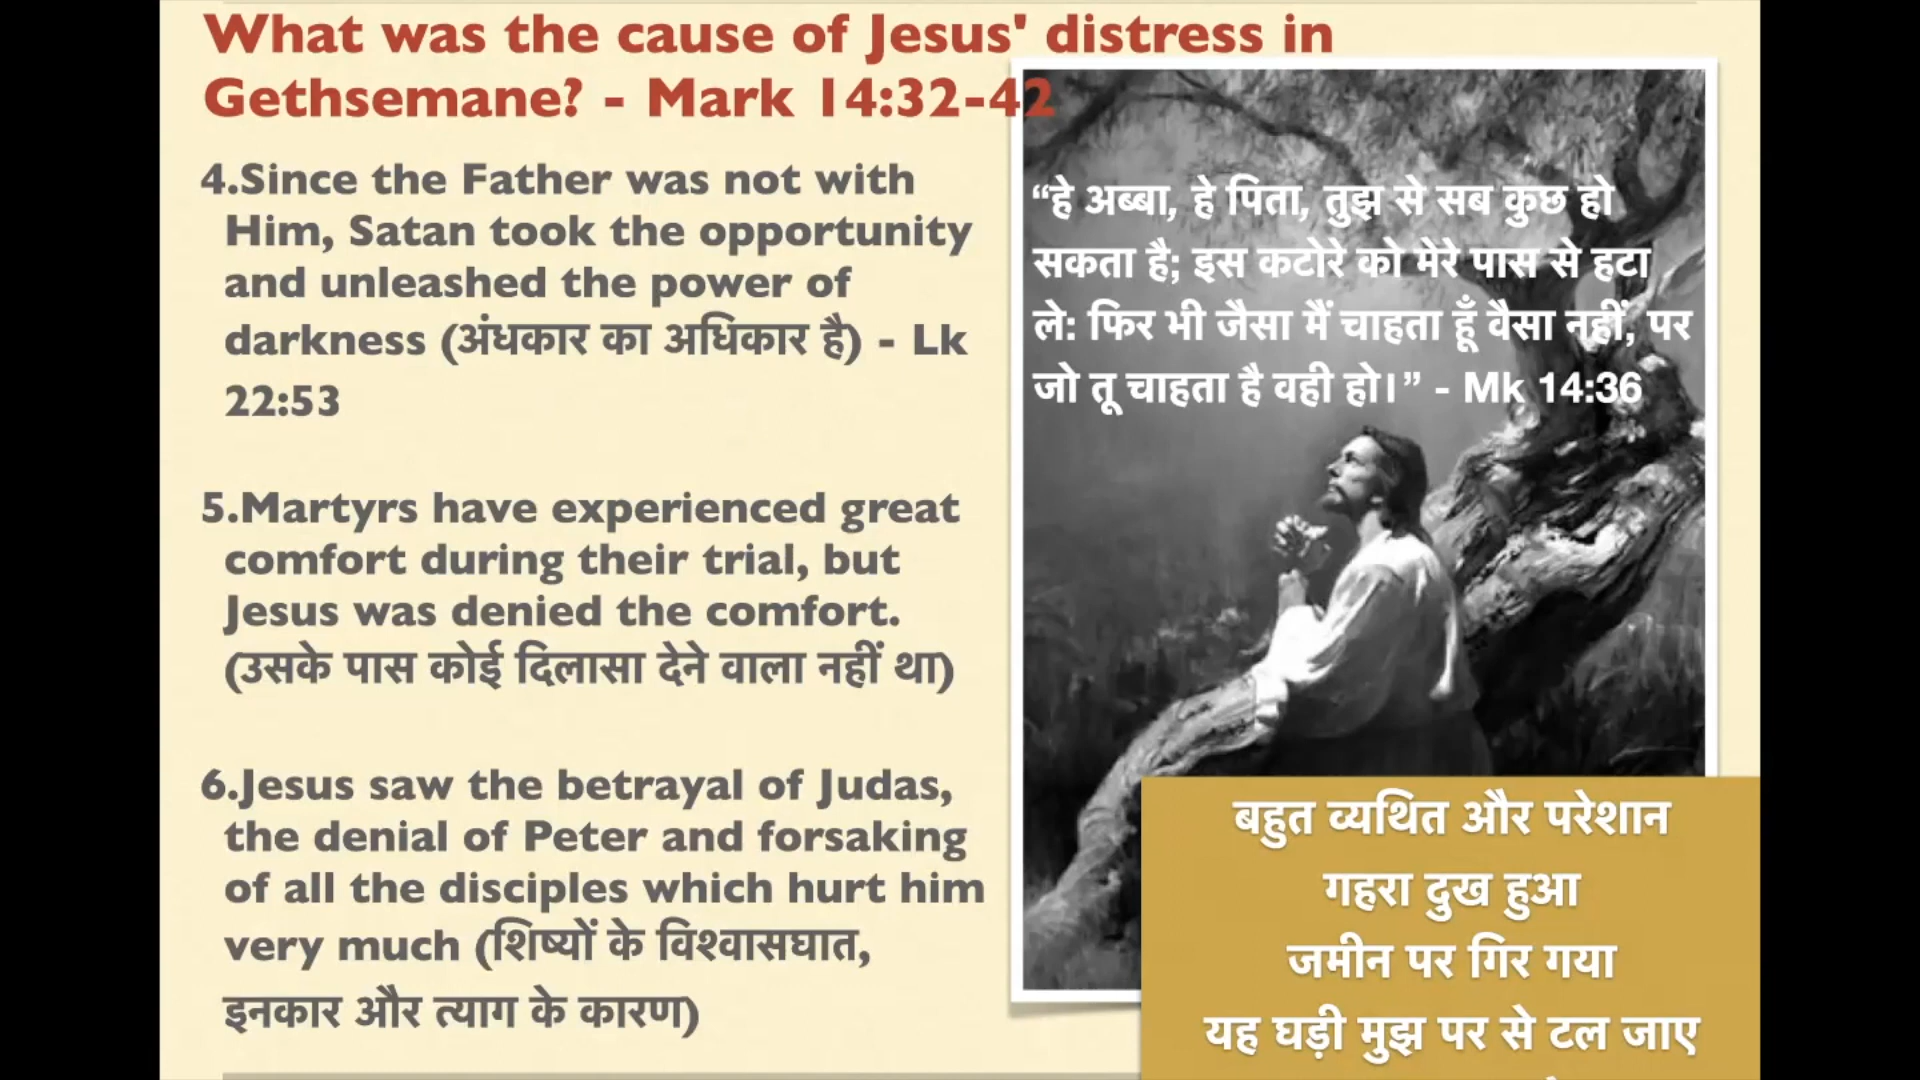 What was the cause of Jesus' distress in
Gethsemane? - Mark 14:32-42
4.Since the Father was not with
Him, Satan took the opportunity
and unleashed the power of
darkness (अंधकार का अधिकार है) - Lk
22:53
5.Martyrs have experienced great
comfort during their trial, but
Jesus was denied the comfort.
(उसके पास कोई दिलासा देने वाला नहीं था)
6.Jesus saw the betrayal of Judas,
the denial of Peter and forsaking
of all the disciples which hurt him
very much (शिष्यों के विश्वासघात,
इनकार और त्याग के कारण)
“हे अब्बा, हे पिता, तुझ से सब कुछ हो
सकता है; इस कटोरे को मेरे पास से हटा
ले: फिर भी जैसा मैं चाहता हूँ वैसा नहीं, पर
जो तू चाहता है वही हो।” - Mk 14:36
बहुत व्यथित और परेशान
गहरा दुख हुआ
जमीन पर गिर गया
यह घड़ी मुझ पर से टल जाए